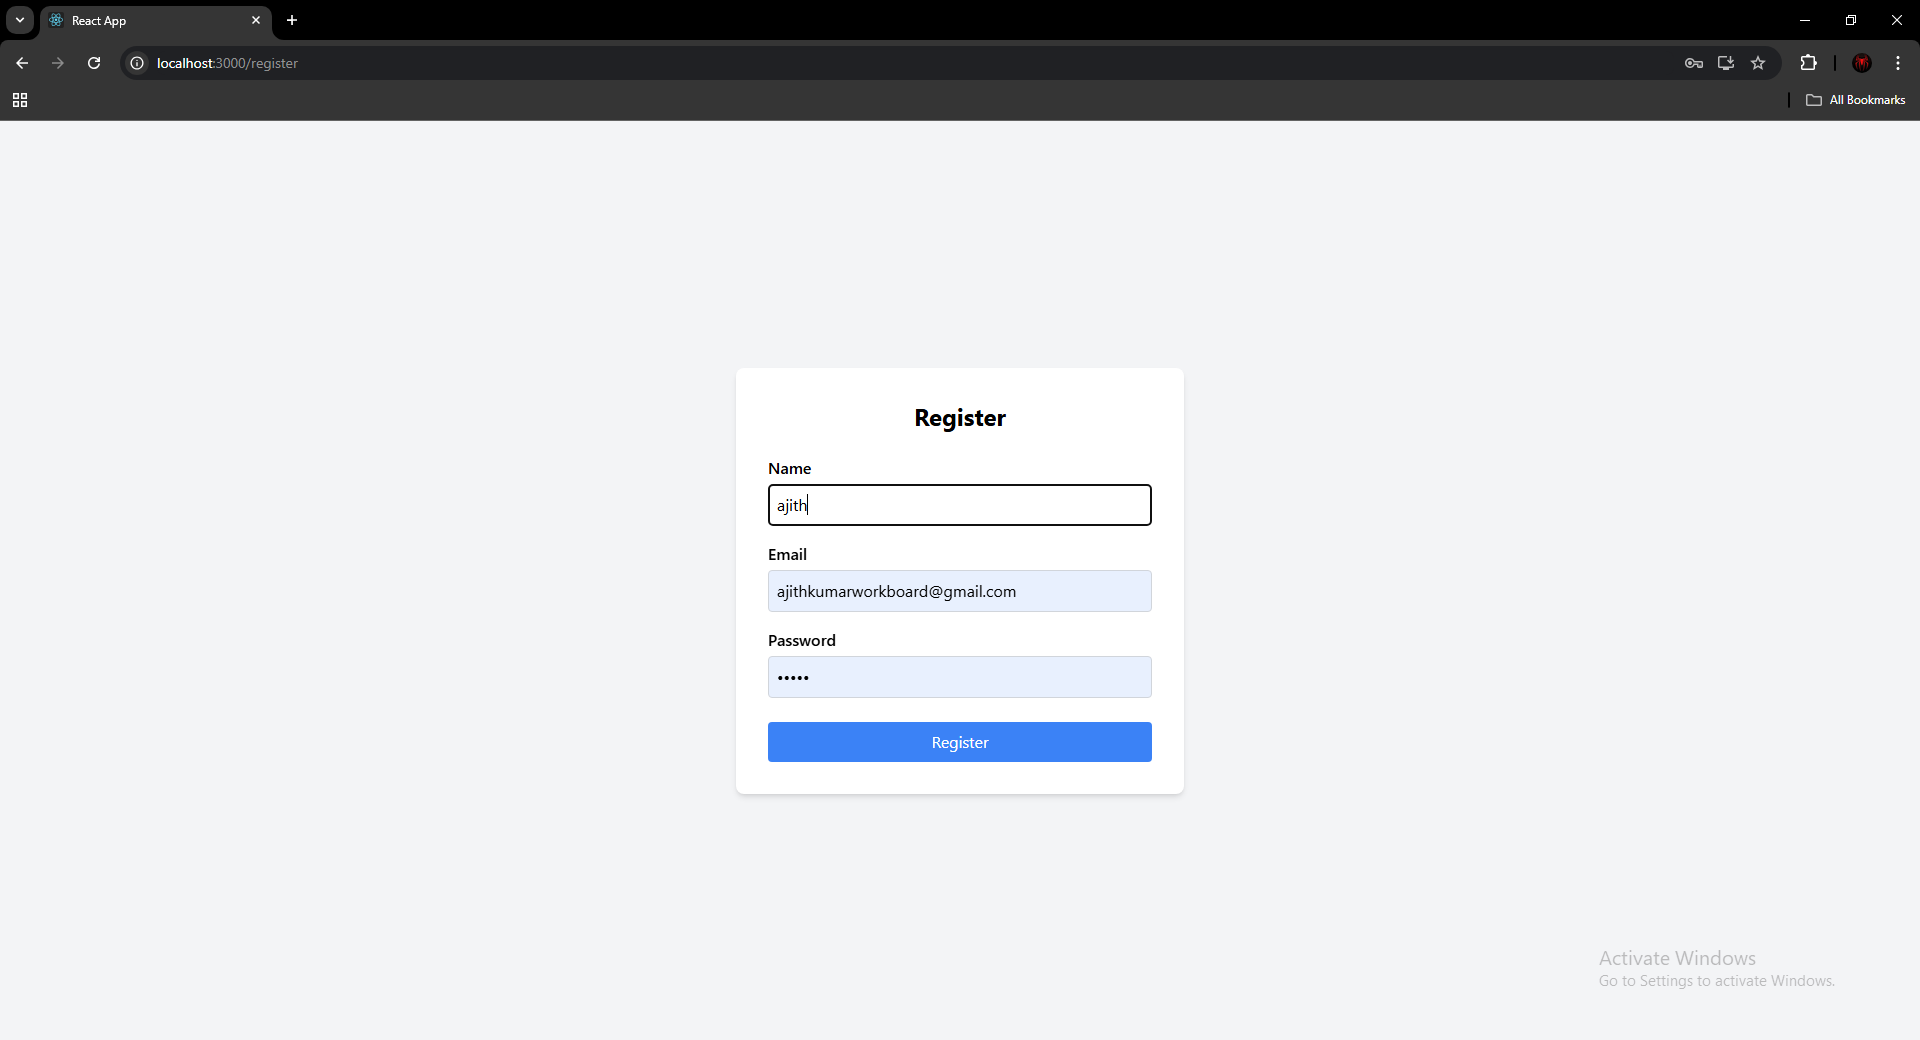 React App
localhost:3000/register
All Bookmarks
Register
Name
ajith
Email
ajithkumarworkboard@gmail.com
Password
•••••
Register
Activate Windows
Go to Settings to activate Windows.